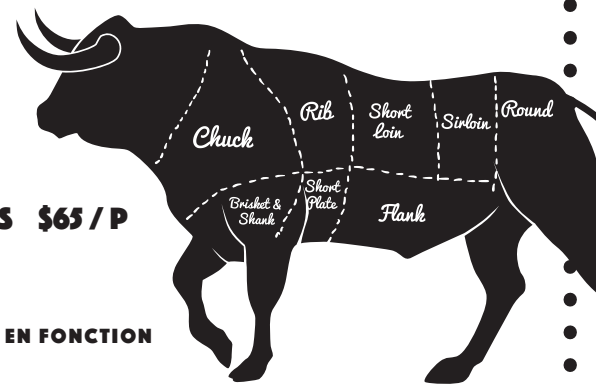 Chuck
Rib
Short
Loin
Sirloin
Round
Brisket &
Shank
Short
Plate
Flank
S $65 / P
EN FONCTION